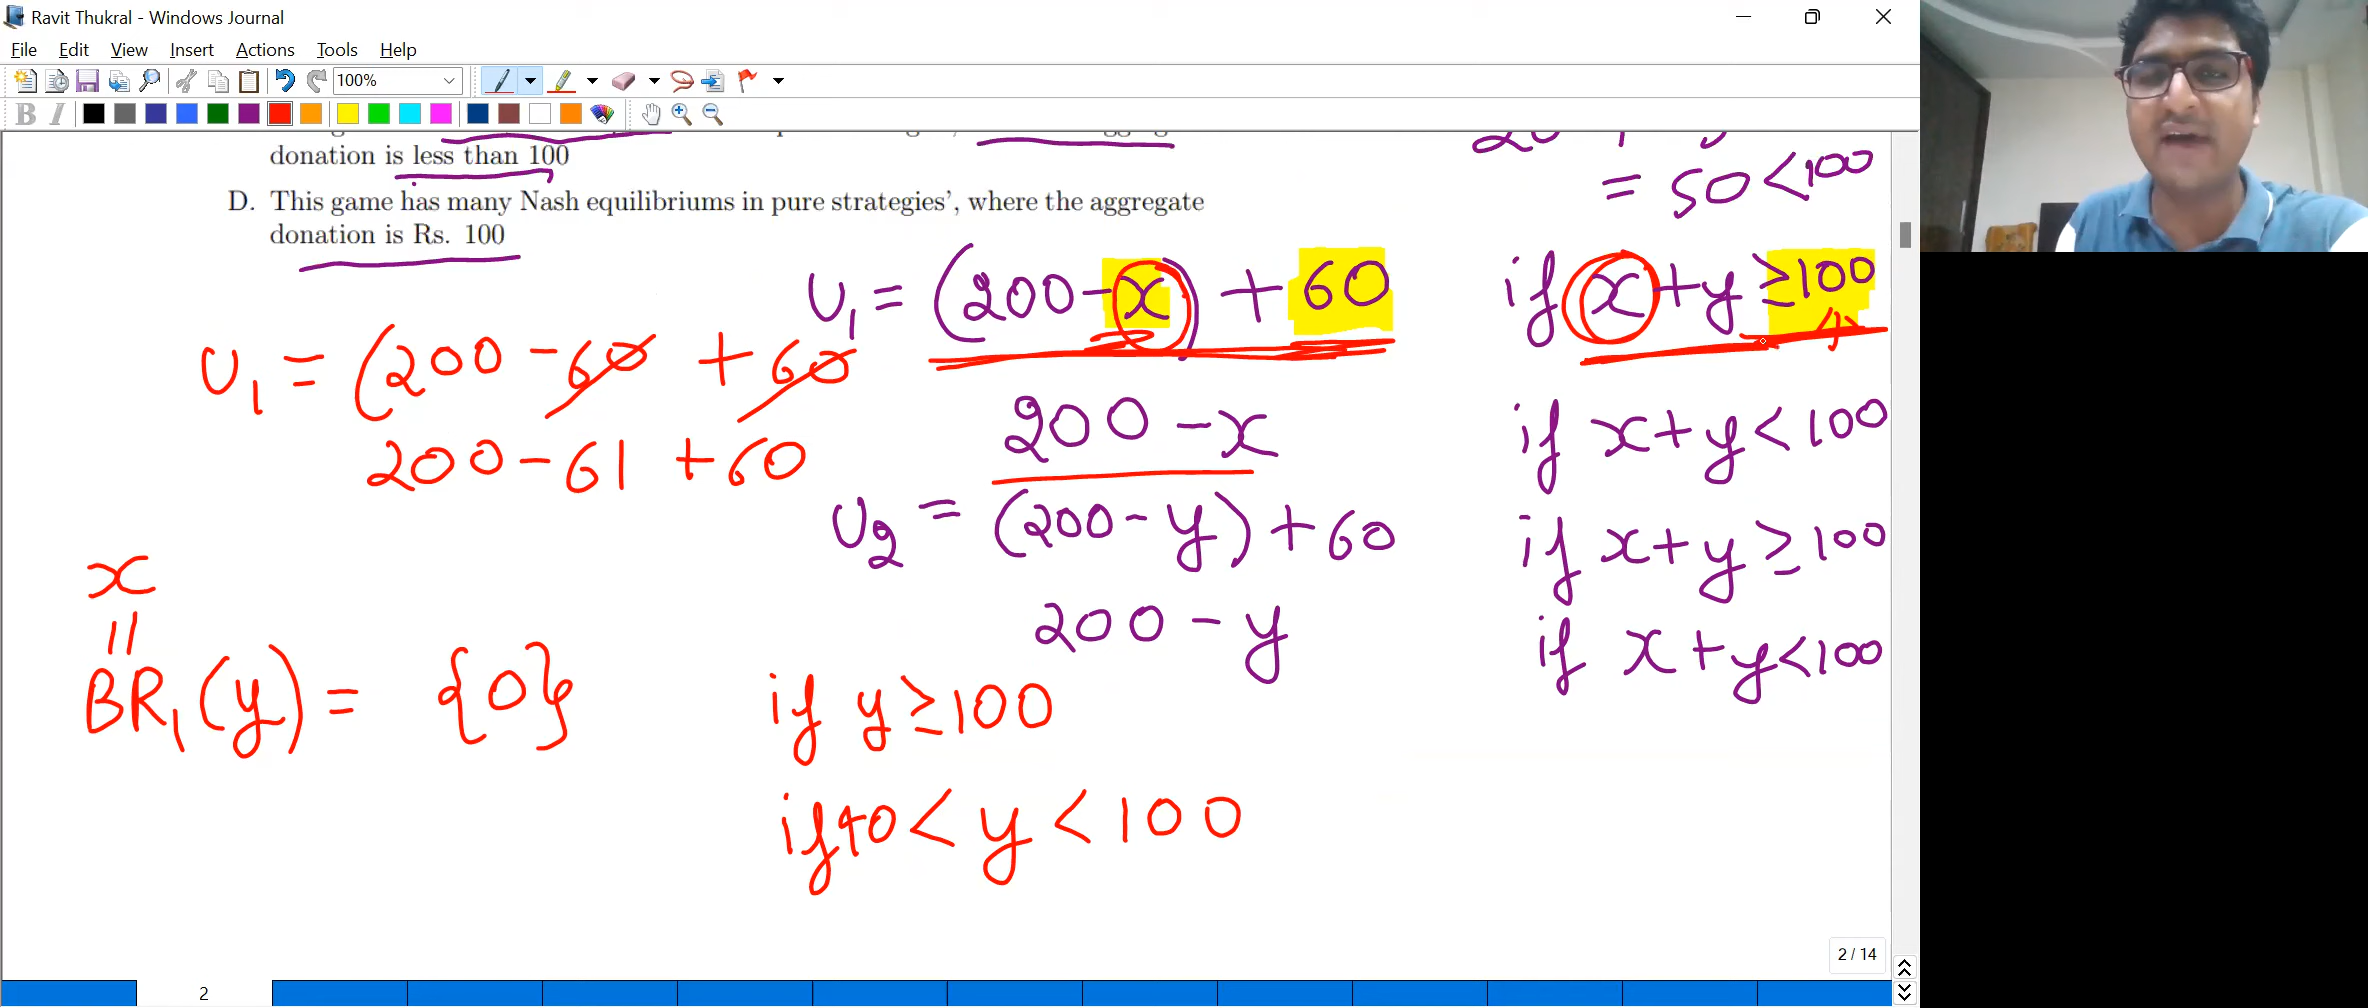 Ravit Thukral - Windows Journal
File Edit View Insert Actions Tools Help
100%
B I
donation is less than 100
D. This game has many Nash equilibriums in pure strategies', where the aggregate
donation is Rs. 100
= 50 < 100
U1 = (200 - x) + 60 if x + y ≥ 100
U1 = (200 - 60 + 60
200 - x if x + y < 100
200 - 61 + 60
U2 = (200 - y) + 60 if x + y ≥ 100
x
200 - y if x + y < 100
=
BR1(y) = {0} if y ≥ 100
if 40 < y < 100
2 / 14
2